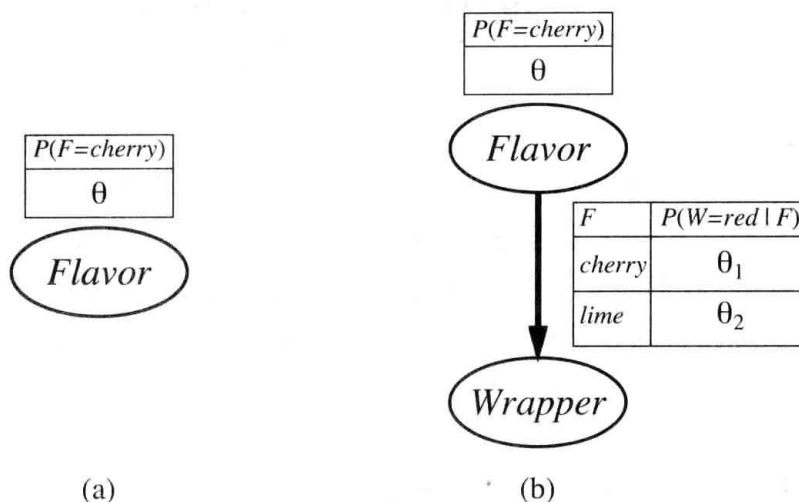 P(F=cherry)
θ
Flavor
(a)
P(F=cherry)
θ
Flavor
F P(W=red | F)
cherry θ1
lime θ2
Wrapper
(b)